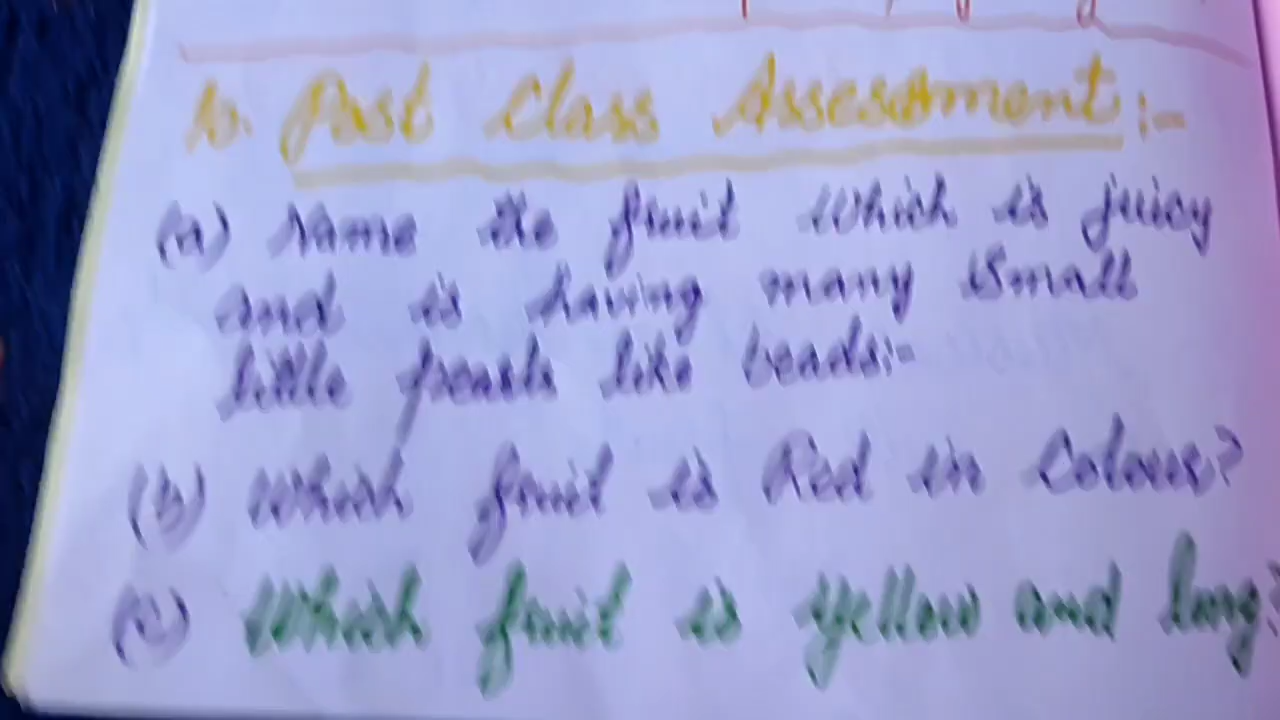 10. Post Class Assessment:-
(a) Name the fruit which is juicy
and is having many small
little pearls like beads:-
(b) Which fruit is Red in Colour?
(c) Which fruit is yellow and long?